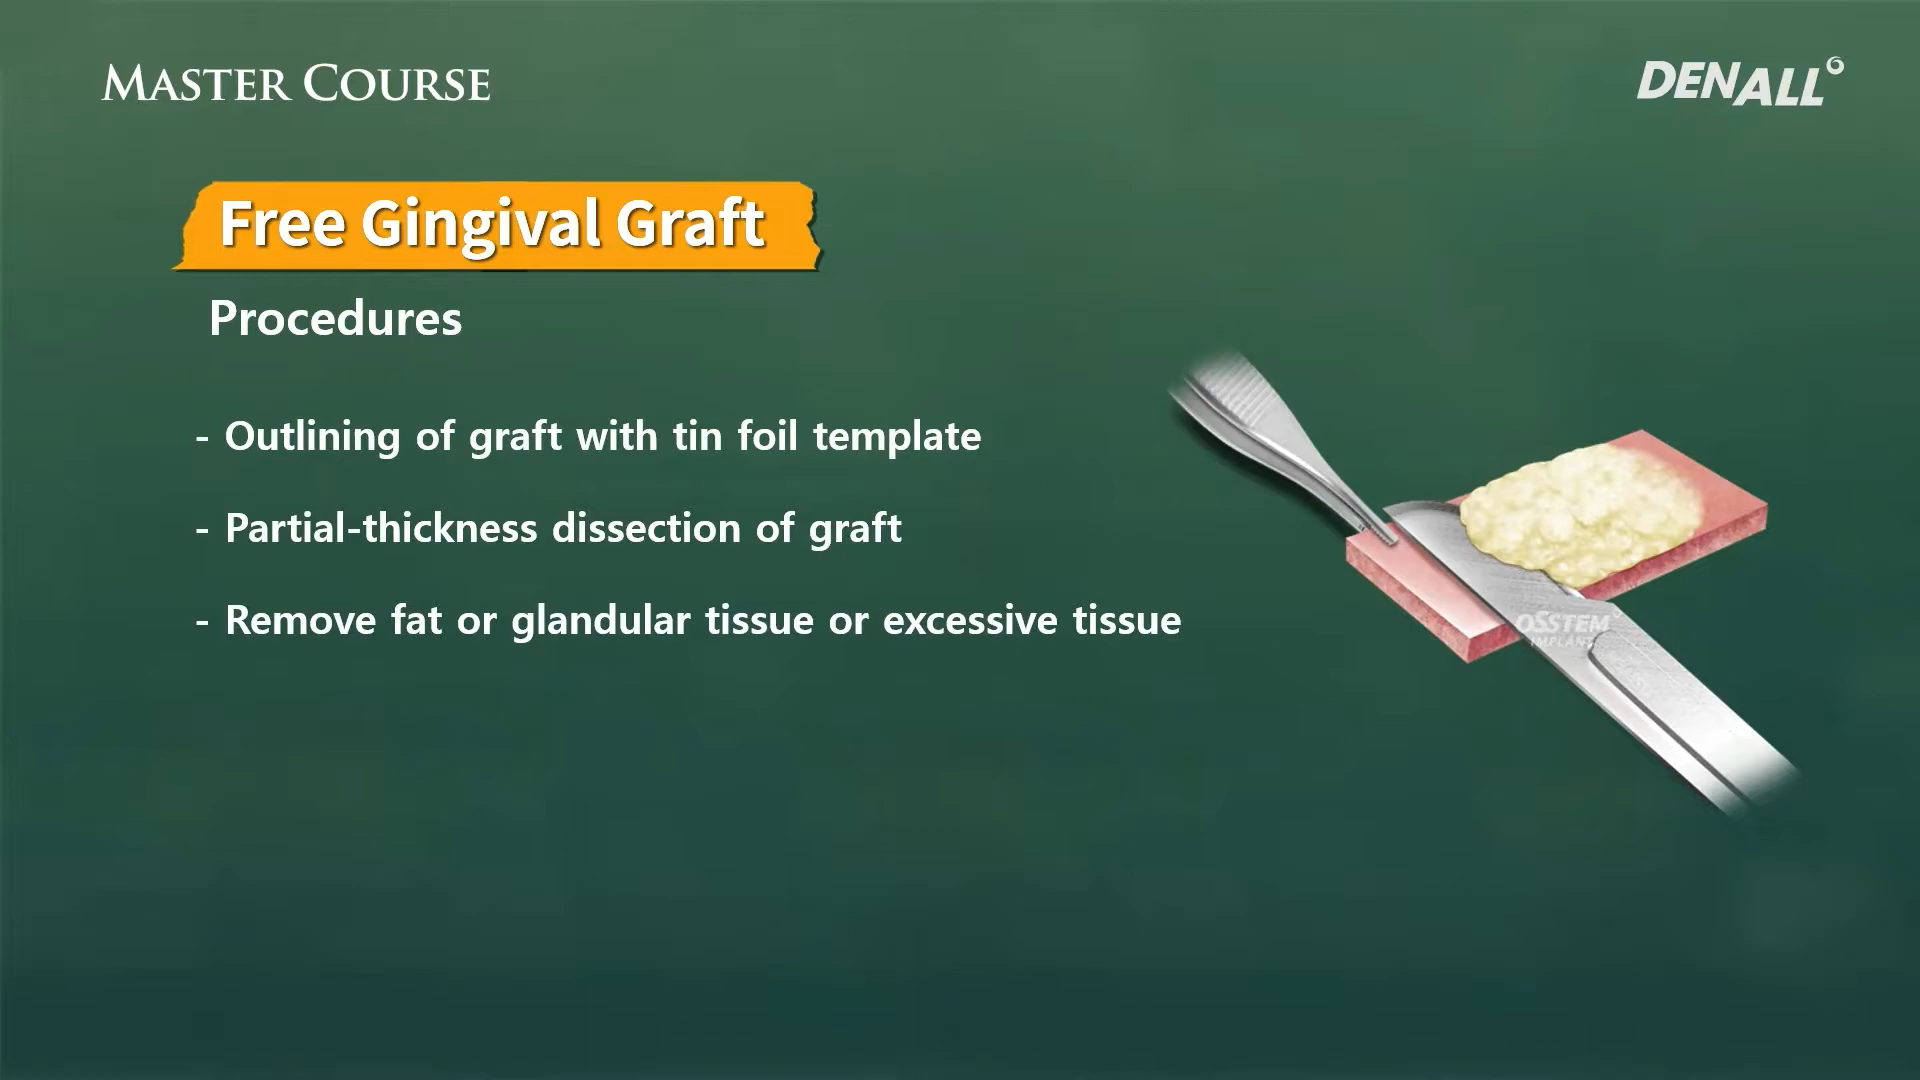 MASTER COURSE
DENALL
Free Gingival Graft
Procedures
- Outlining of graft with tin foil template
- Partial-thickness dissection of graft
- Remove fat or glandular tissue or excessive tissue
OSSTEM
IMPLANT